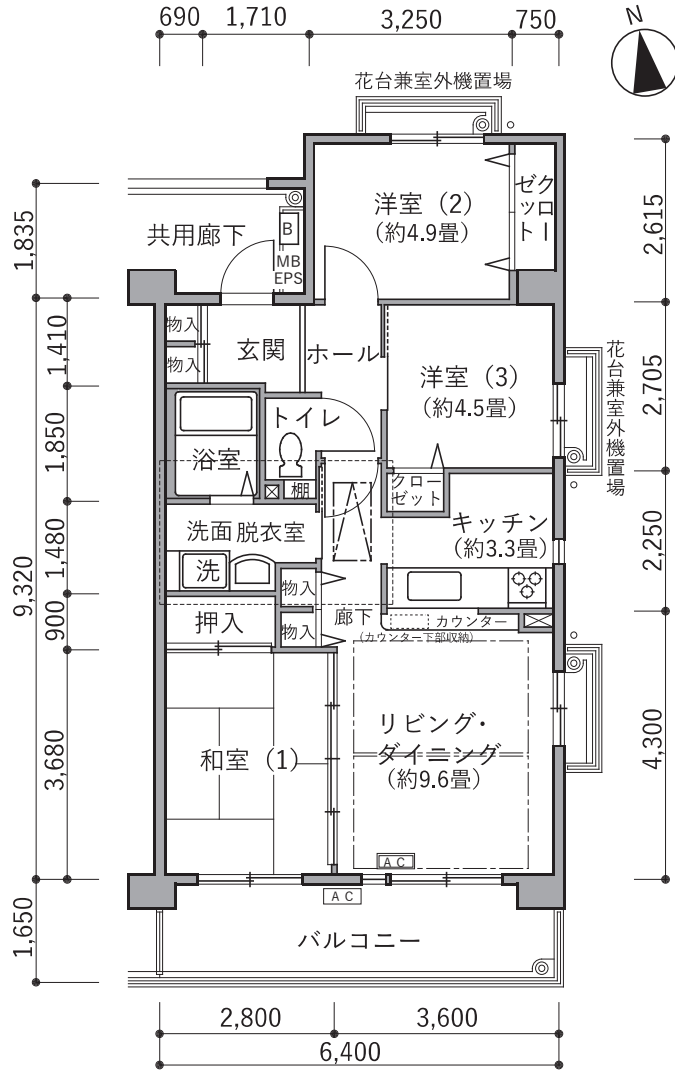 690
1,710
3,250
750
N
花台兼室外機置場
洋室（2）
（約4.9畳）
クローゼット
共用廊下
B
MB
EPS
1,835
2,615
物入
物入
玄関
ホール
洋室（3）
（約4.5畳）
花台兼室外機置場
1,410
2,705
トイレ
浴室
棚
クロー
ゼット
1,850
キッチン
（約3.3畳）
洗面脱衣室
洗
1,480
2,250
9,320
物入
物入
押入
900
廊下
カウンター
（カウンター下部収納）
リビング・
ダイニング
（約9.6畳）
和室（1）
3,680
4,300
AC
AC
バルコニー
1,650
2,800
3,600
6,400